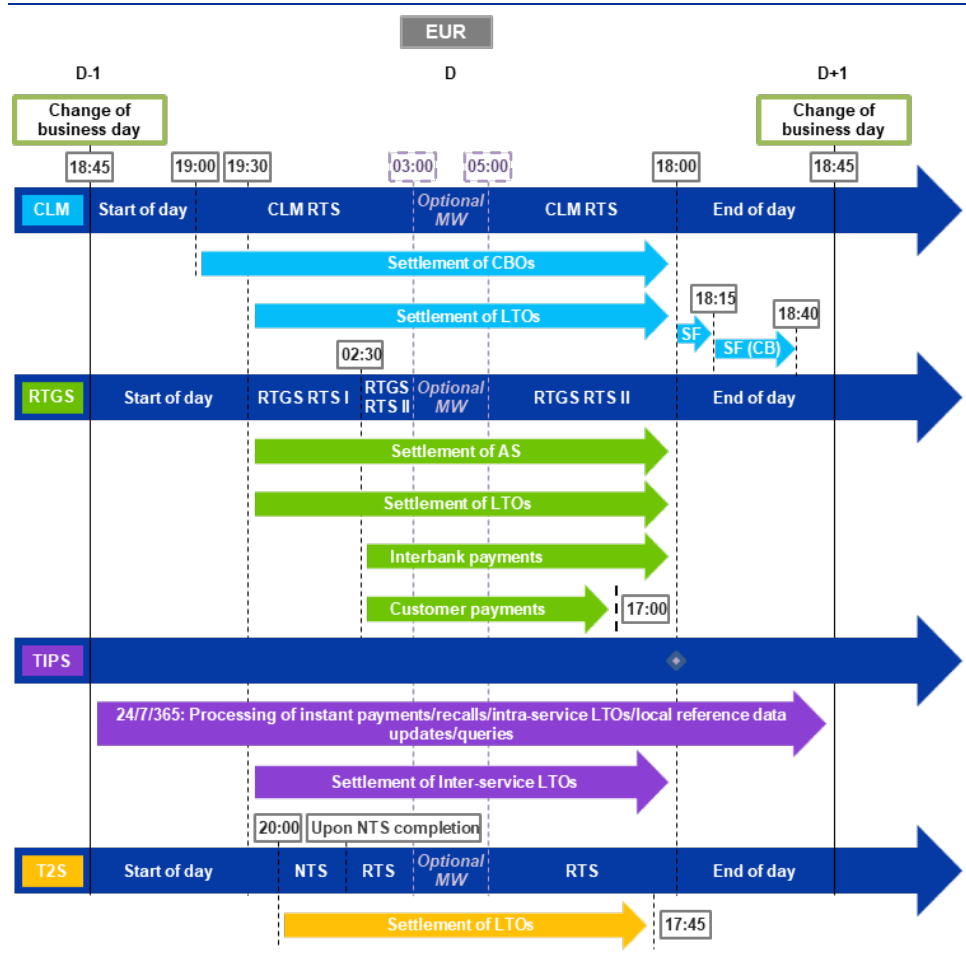 EUR
D-1
D
D+1
Change of
business day
Change of
business day
18:45
19:00
19:30
03:00
05:00
18:00
18:45
CLM
Start of day
CLM RTS
Optional
MW
CLM RTS
End of day
Settlement of CBOs
Settlement of LTOs
SF
18:15
SF (CB)
18:40
02:30
RTGS
Start of day
RTGS RTS I
RTGS
RTS II
Optional
MW
RTGS RTS II
End of day
Settlement of AS
Settlement of LTOs
Interbank payments
Customer payments
17:00
TIPS
24/7/365: Processing of instant payments/recalls/intra-service LTOs/local reference data
updates/queries
Settlement of Inter-service LTOs
20:00
Upon NTS completion
T2S
Start of day
NTS
RTS
Optional
MW
RTS
End of day
Settlement of LTOs
17:45